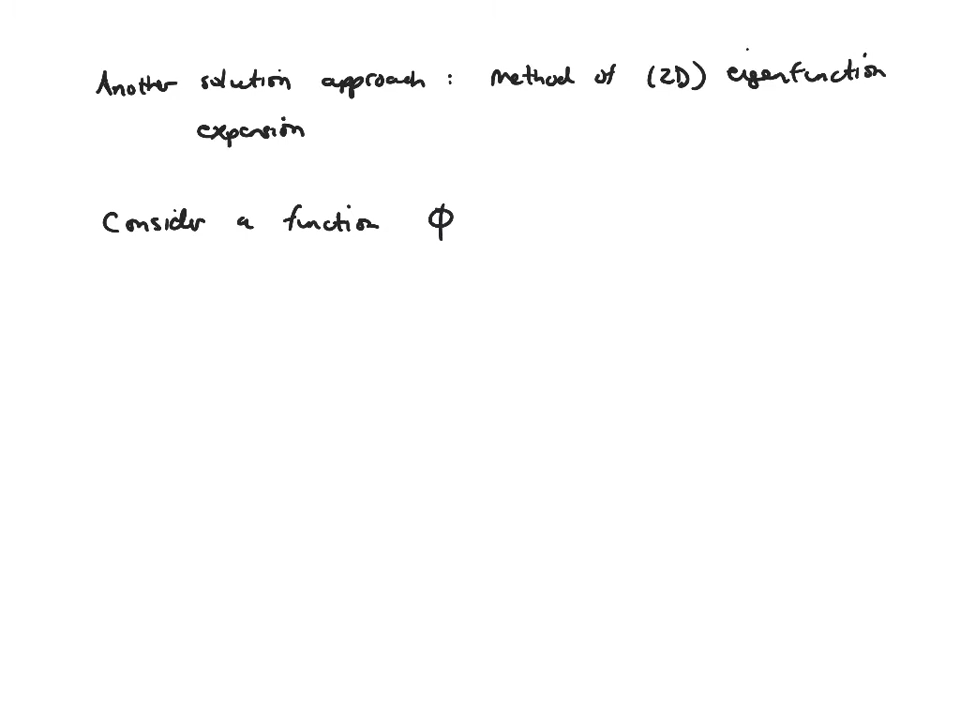 Another solution approach : method of (2D) eigenfunction
expansion
Consider a function ϕ